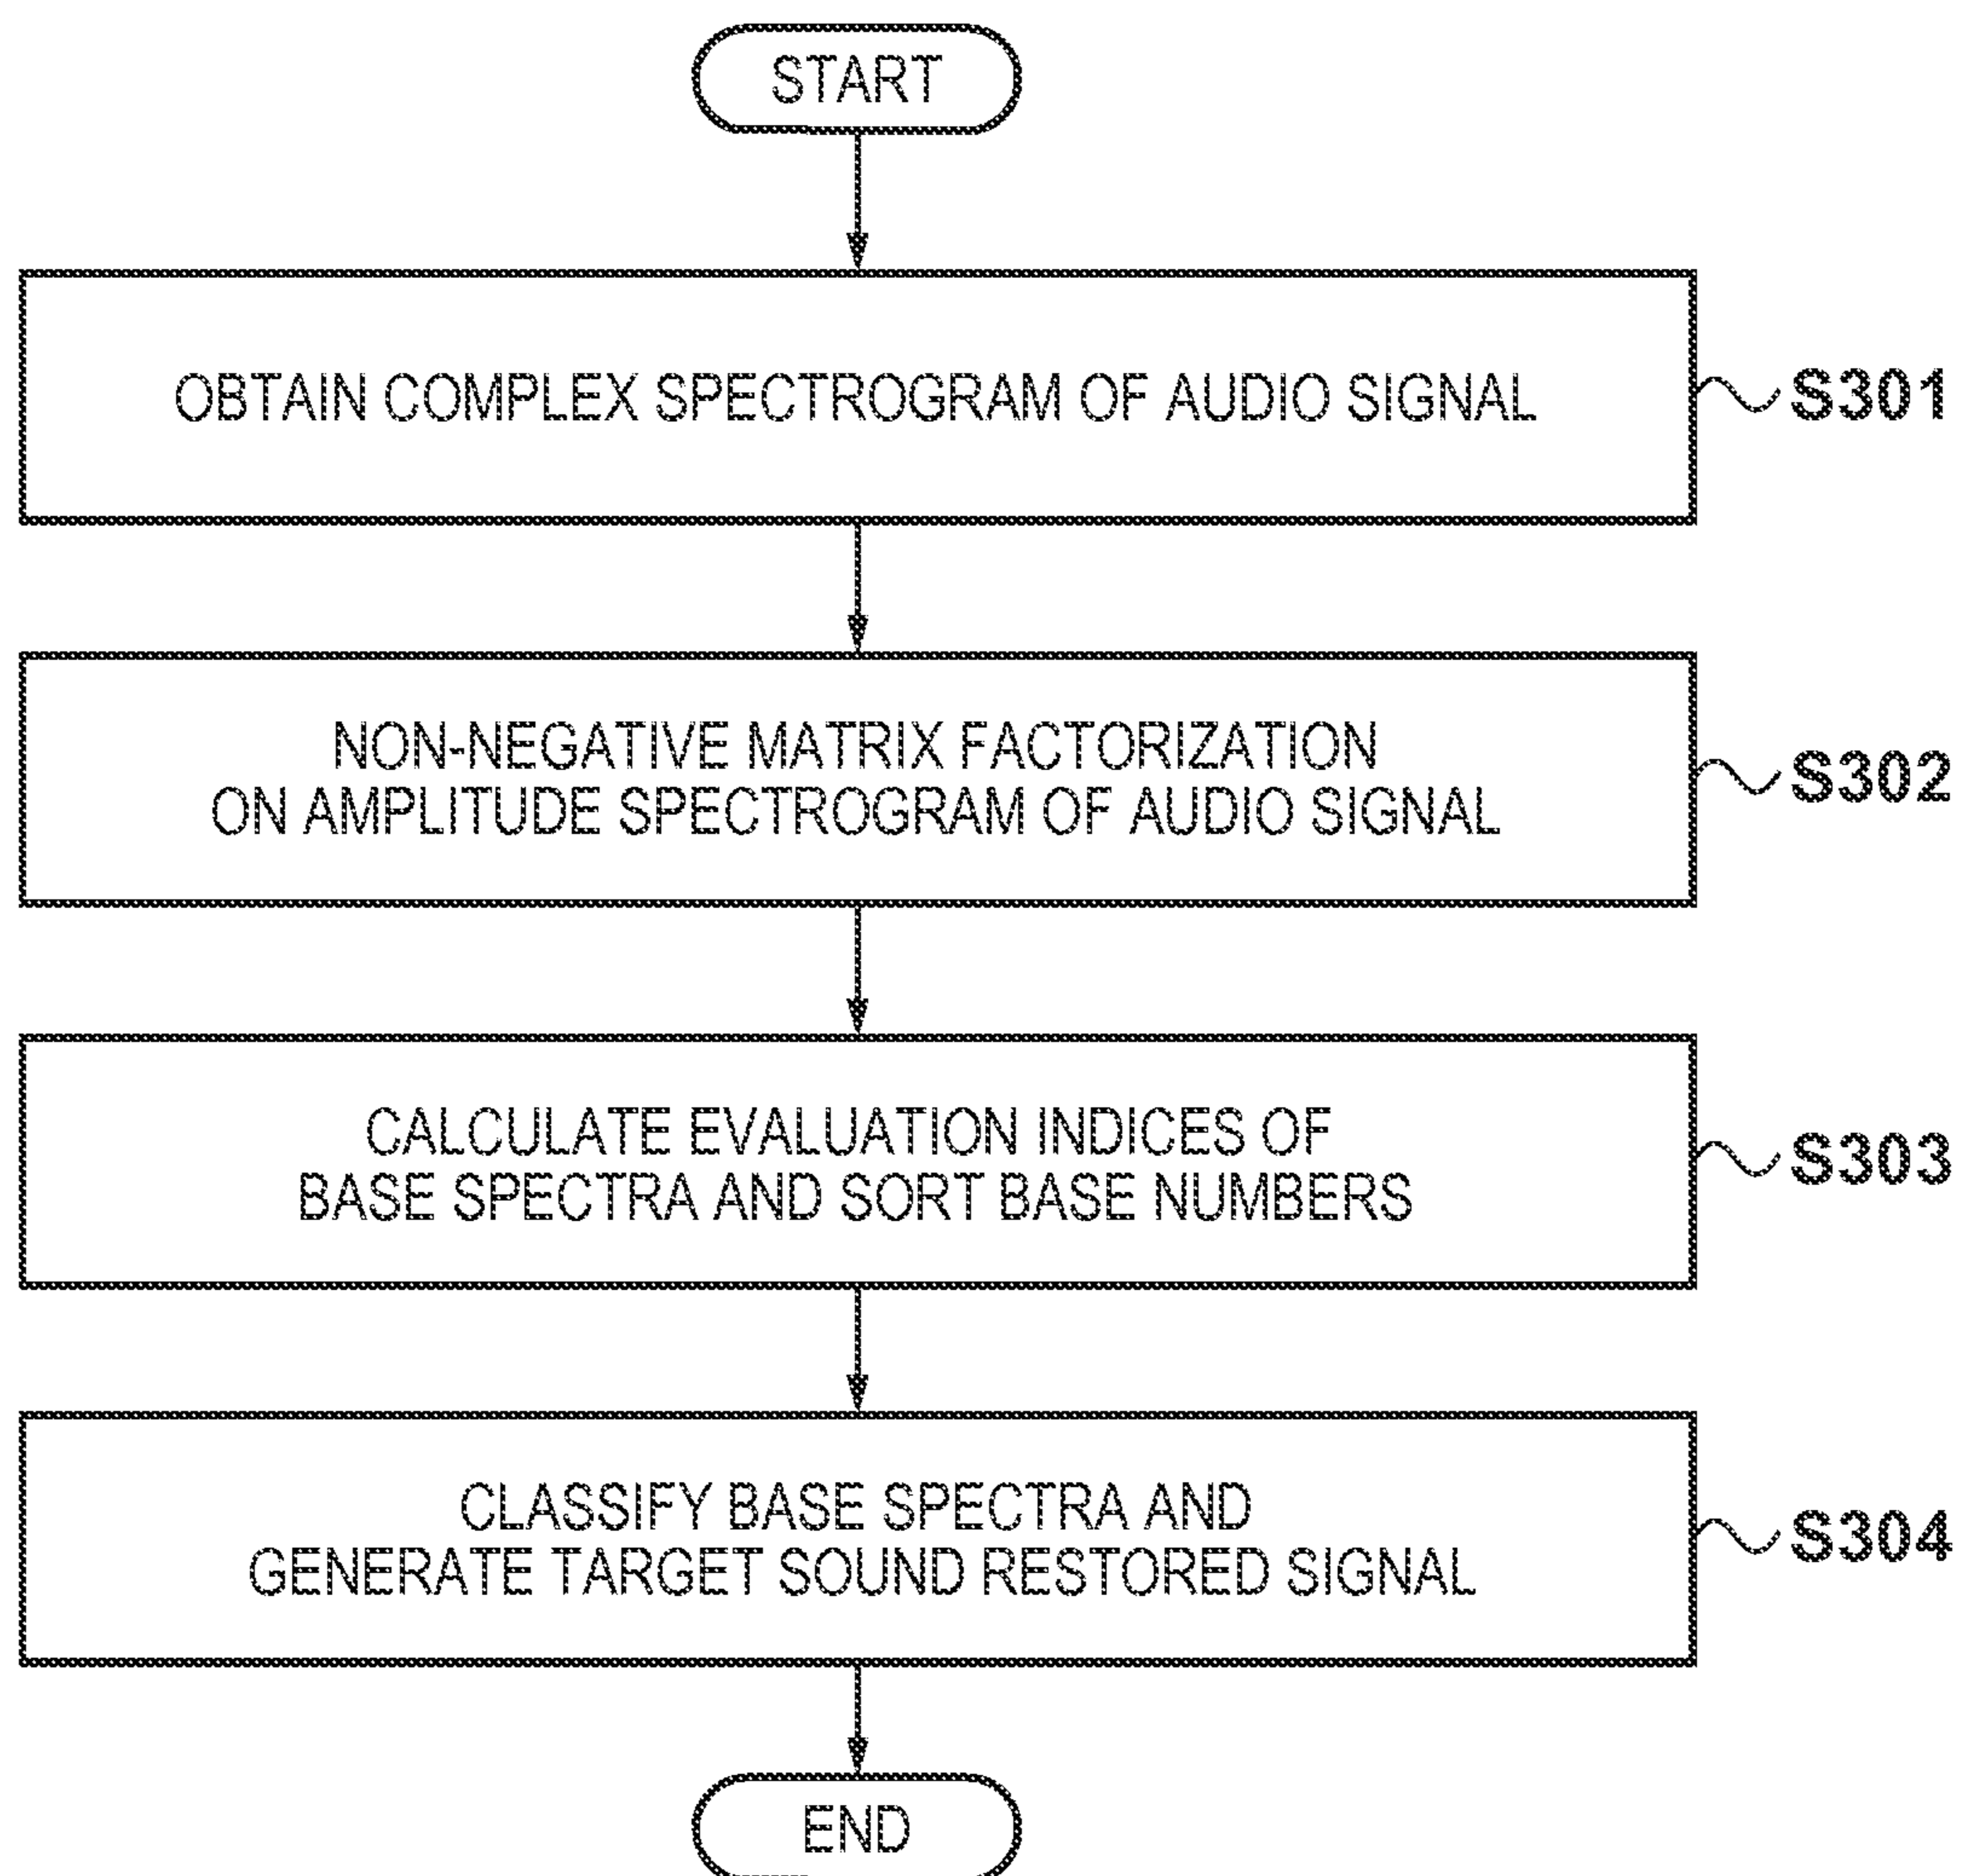 START
OBTAIN COMPLEX SPECTROGRAM OF AUDIO SIGNAL
S301
NON-NEGATIVE MATRIX FACTORIZATION
ON AMPLITUDE SPECTROGRAM OF AUDIO SIGNAL
S302
CALCULATE EVALUATION INDICES OF
BASE SPECTRA AND SORT BASE NUMBERS
S303
CLASSIFY BASE SPECTRA AND
GENERATE TARGET SOUND RESTORED SIGNAL
S304
END